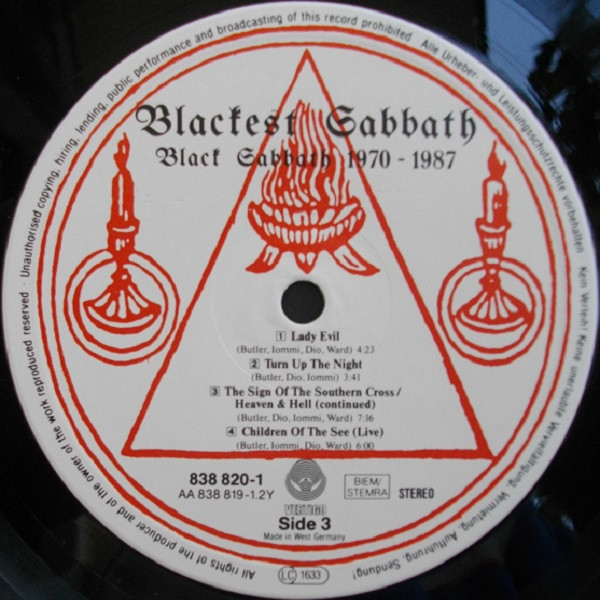 Unauthorised copying, hiring, lending, public performance and broadcasting of this record prohibited · Alle Urheber- und Leistungsschutzrechte vorbehalten · Kein Verleih! Keine unerlaubte Vervielfältigung, Vermietung, Aufführung, Sendung!
All rights of the producer and of the owner of the work reproduced reserved ·
Blackest Sabbath
Black Sabbath 1970 - 1987
1 Lady Evil
(Butler, Iommi, Dio, Ward) 4:23
2 Turn Up The Night
(Butler, Dio, Iommi) 3:41
3 The Sign Of The Southern Cross /
Heaven & Hell (continued)
(Butler, Dio, Iommi, Ward) 7:16
4 Children Of The See (Live)
(Butler, Iommi, Dio, Ward) 6:00
838 820-1
AA 838 819-1.2Y
VERTIGO
BIEM/
STEMRA
STEREO
Side 3
Made in West Germany
LC 1633